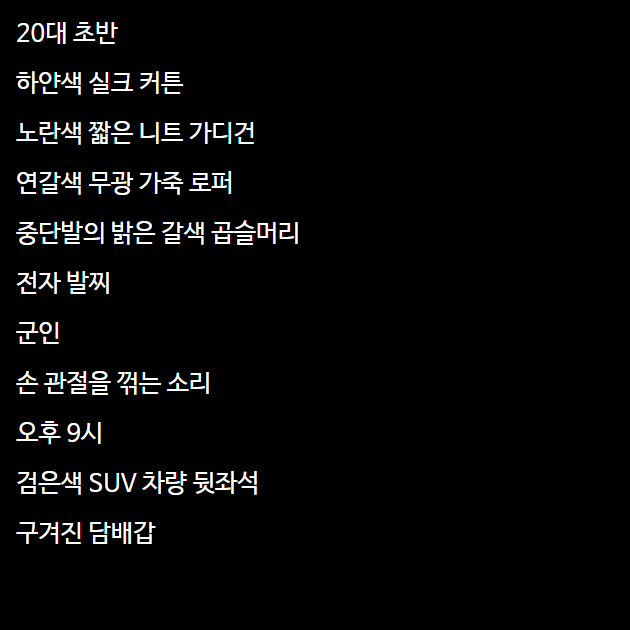 20대 초반
하얀색 실크 커튼
노란색 짧은 니트 가디건
연갈색 무광 가죽 로퍼
중단발의 밝은 갈색 곱슬머리
전자 발찌
군인
손 관절을 꺾는 소리
오후 9시
검은색 SUV 차량 뒷좌석
구겨진 담배갑